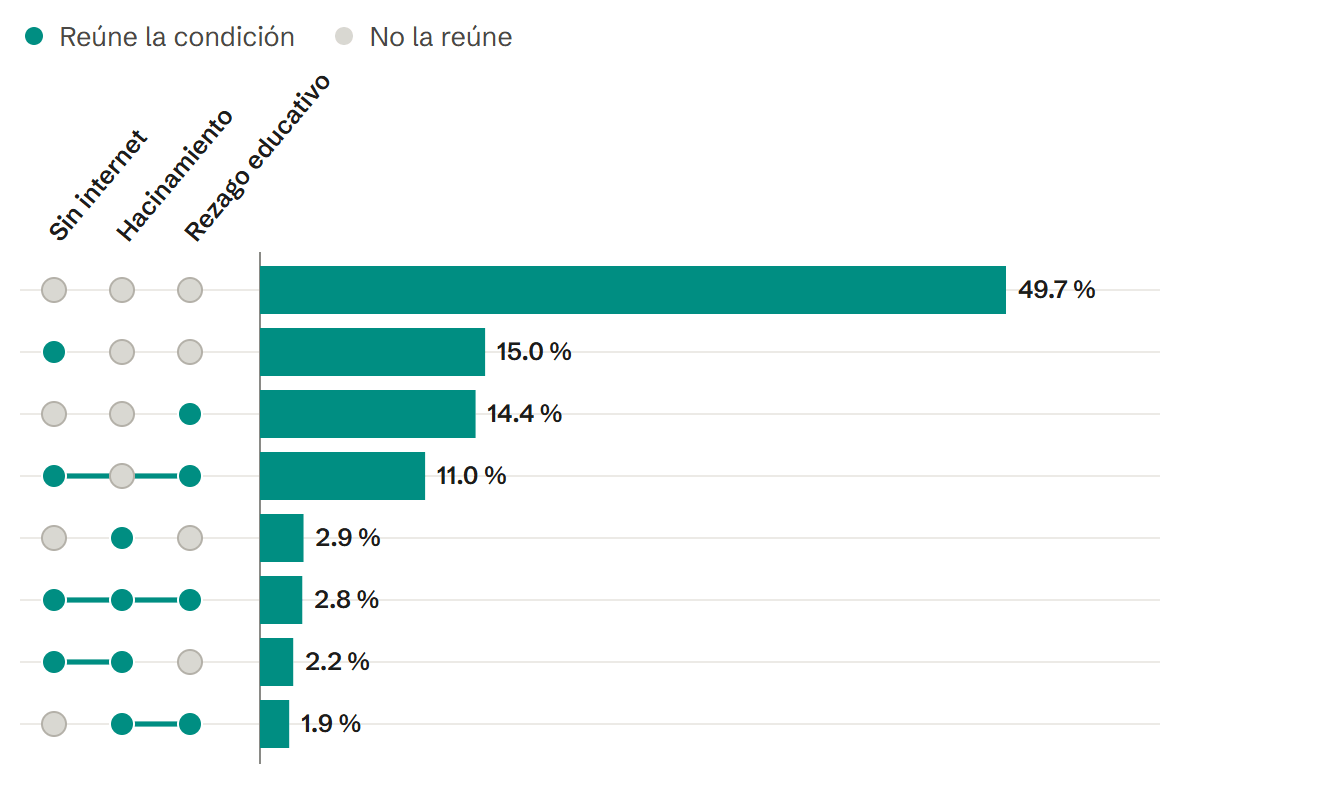 Reúne la condición
No la reúne
Sin internet
Hacinamiento
Rezago educativo
49.7 %
15.0 %
14.4 %
11.0 %
2.9 %
2.8 %
2.2 %
1.9 %